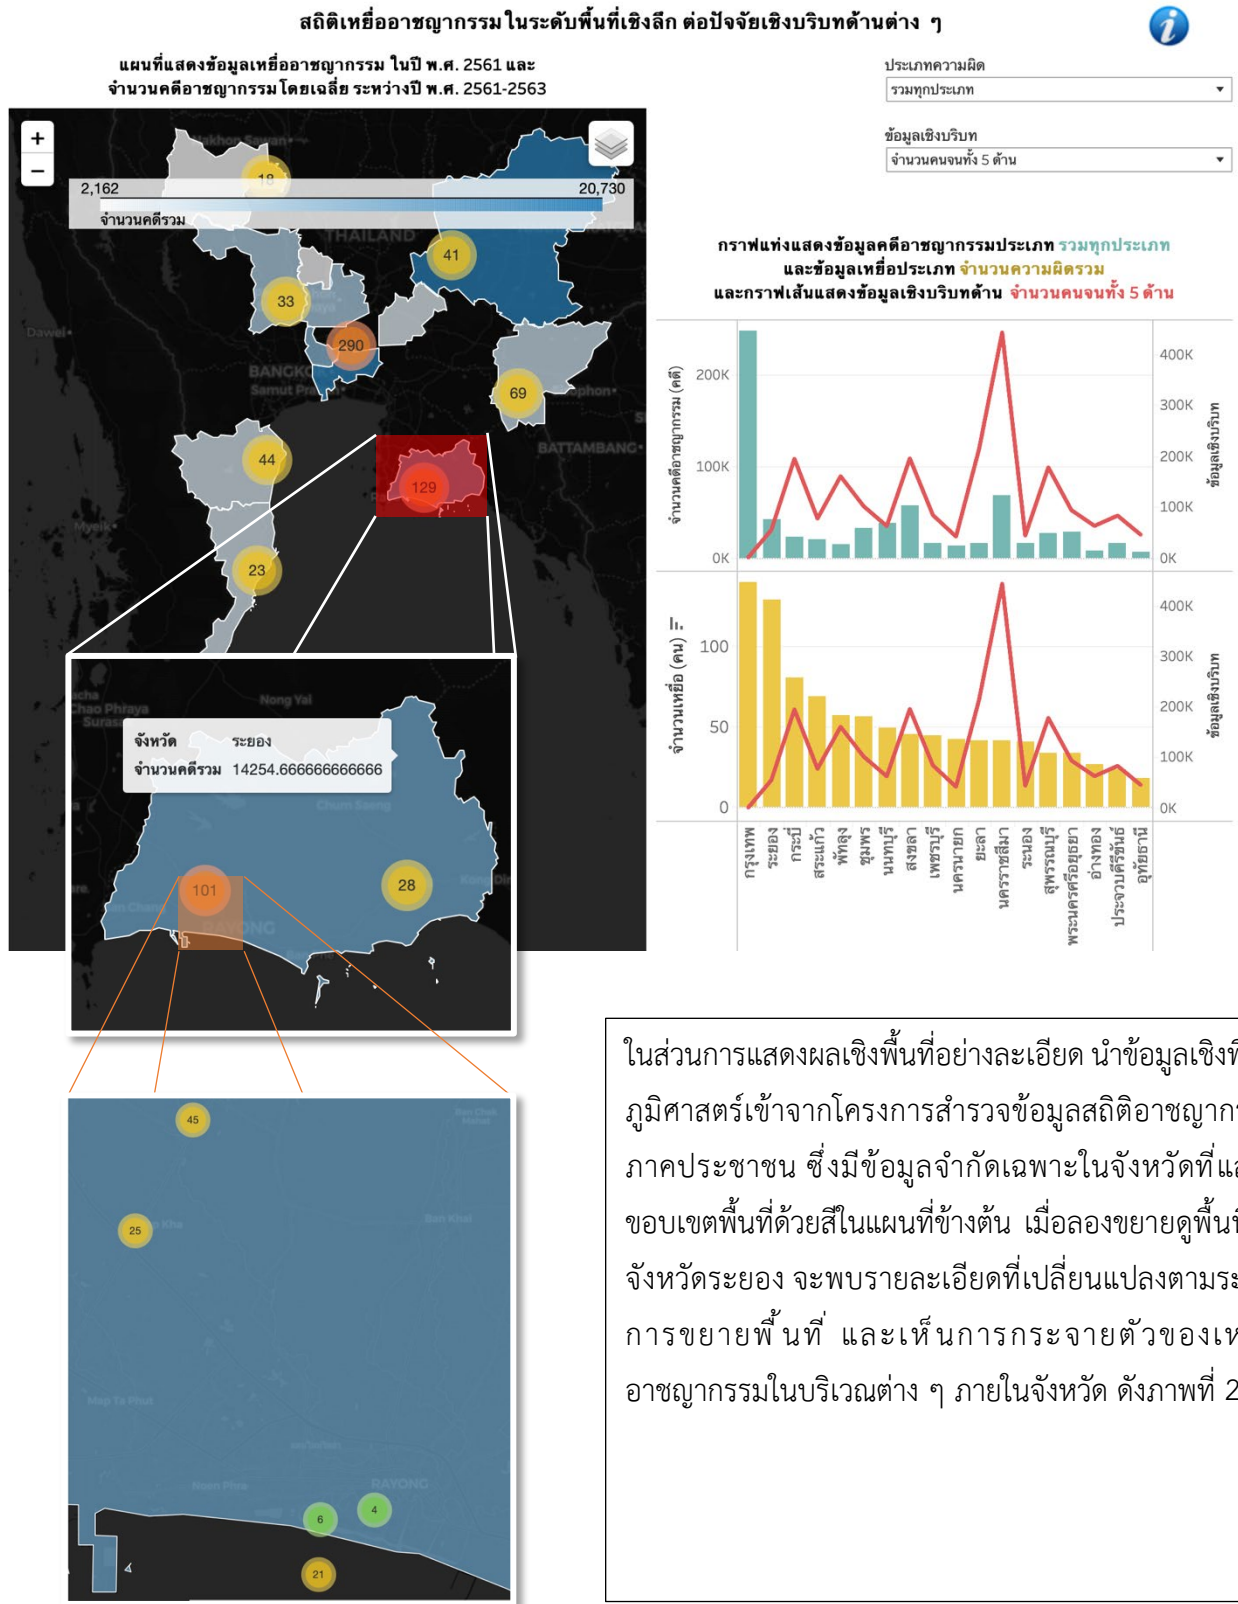 สถิติเหยื่ออาชญากรรมในระดับพื้นที่เชิงลึก ต่อปัจจัยเชิงบริบทด้านต่าง ๆ
แผนที่แสดงข้อมูลเหยื่ออาชญากรรม ในปี พ.ศ. 2561 และ
จำนวนคดีอาชญากรรมโดยเฉลี่ย ระหว่างปี พ.ศ. 2561-2563
ประเภทความผิด
รวมทุกประเภท
ข้อมูลเชิงบริบท
จำนวนคนจนทั้ง 5 ด้าน
+
−
Nakhon Sawan
18
2,162 20,730
จำนวนคดีรวม
THAILAND
41
33
290
BANGKO
Samut Pra
Dawei
69
ophon
BATTAMBANG
44
129
Myeik
23
กราฟแท่งแสดงข้อมูลคดีอาชญากรรมประเภท รวมทุกประเภท
และข้อมูลเหยื่อประเภท จำนวนความผิดรวม
และกราฟเส้นแสดงข้อมูลเชิงบริบทด้าน จำนวนคนจนทั้ง 5 ด้าน
จำนวนคดีอาชญากรรม (คดี)
200K
100K
0K
400K
300K
200K
100K
0K
ข้อมูลเชิงบริบท
จำนวนเหยื่อ (คน)
100
50
0
400K
300K
200K
100K
0K
ข้อมูลเชิงบริบท
กรุงเทพ
ระยอง
กระบี่
สระแก้ว
พัทลุง
ชุมพร
นนทบุรี
สงขลา
เพชรบุรี
นครนายก
ยะลา
นครราชสีมา
ระนอง
สุพรรณบุรี
พระนครศรีอยุธยา
อ่างทอง
ประจวบคีรีขันธ์
อุทัยธานี
Nong Yai
Chao Phraya
Surasa
จังหวัด ระยอง
จำนวนคดีรวม 14254.666666666666
Chum Saeng
101
28
RAYONG
an Chang
45
Ban Khai
25
Map Ta Phut
Noen Phra
RAYONG
4
6
21
ในส่วนการแสดงผลเชิงพื้นที่อย่างละเอียด นำข้อมูลเชิงพื
ภูมิศาสตร์เข้าจากโครงการสำรวจข้อมูลสถิติอาชญากร
ภาคประชาชน ซึ่งมีข้อมูลจำกัดเฉพาะในจังหวัดที่แส
ขอบเขตพื้นที่ด้วยสีในแผนที่ข้างต้น เมื่อลองขยายดูพื้นที
จังหวัดระยอง จะพบรายละเอียดที่เปลี่ยนแปลงตามระ
การขยายพื้นที่ และเห็นการกระจายตัวของเห
อาชญากรรมในบริเวณต่าง ๆ ภายในจังหวัด ดังภาพที่ 2